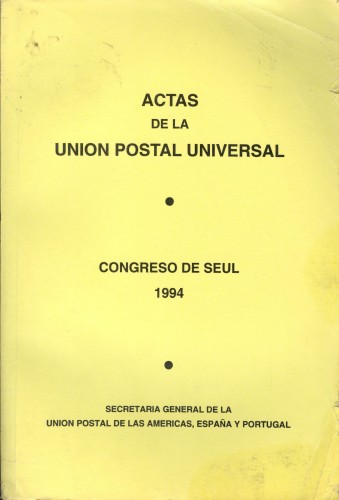 ACTAS
DE LA
UNION POSTAL UNIVERSAL
CONGRESO DE SEUL
1994
SECRETARIA GENERAL DE LA
UNION POSTAL DE LAS AMERICAS, ESPAÑA Y PORTUGAL